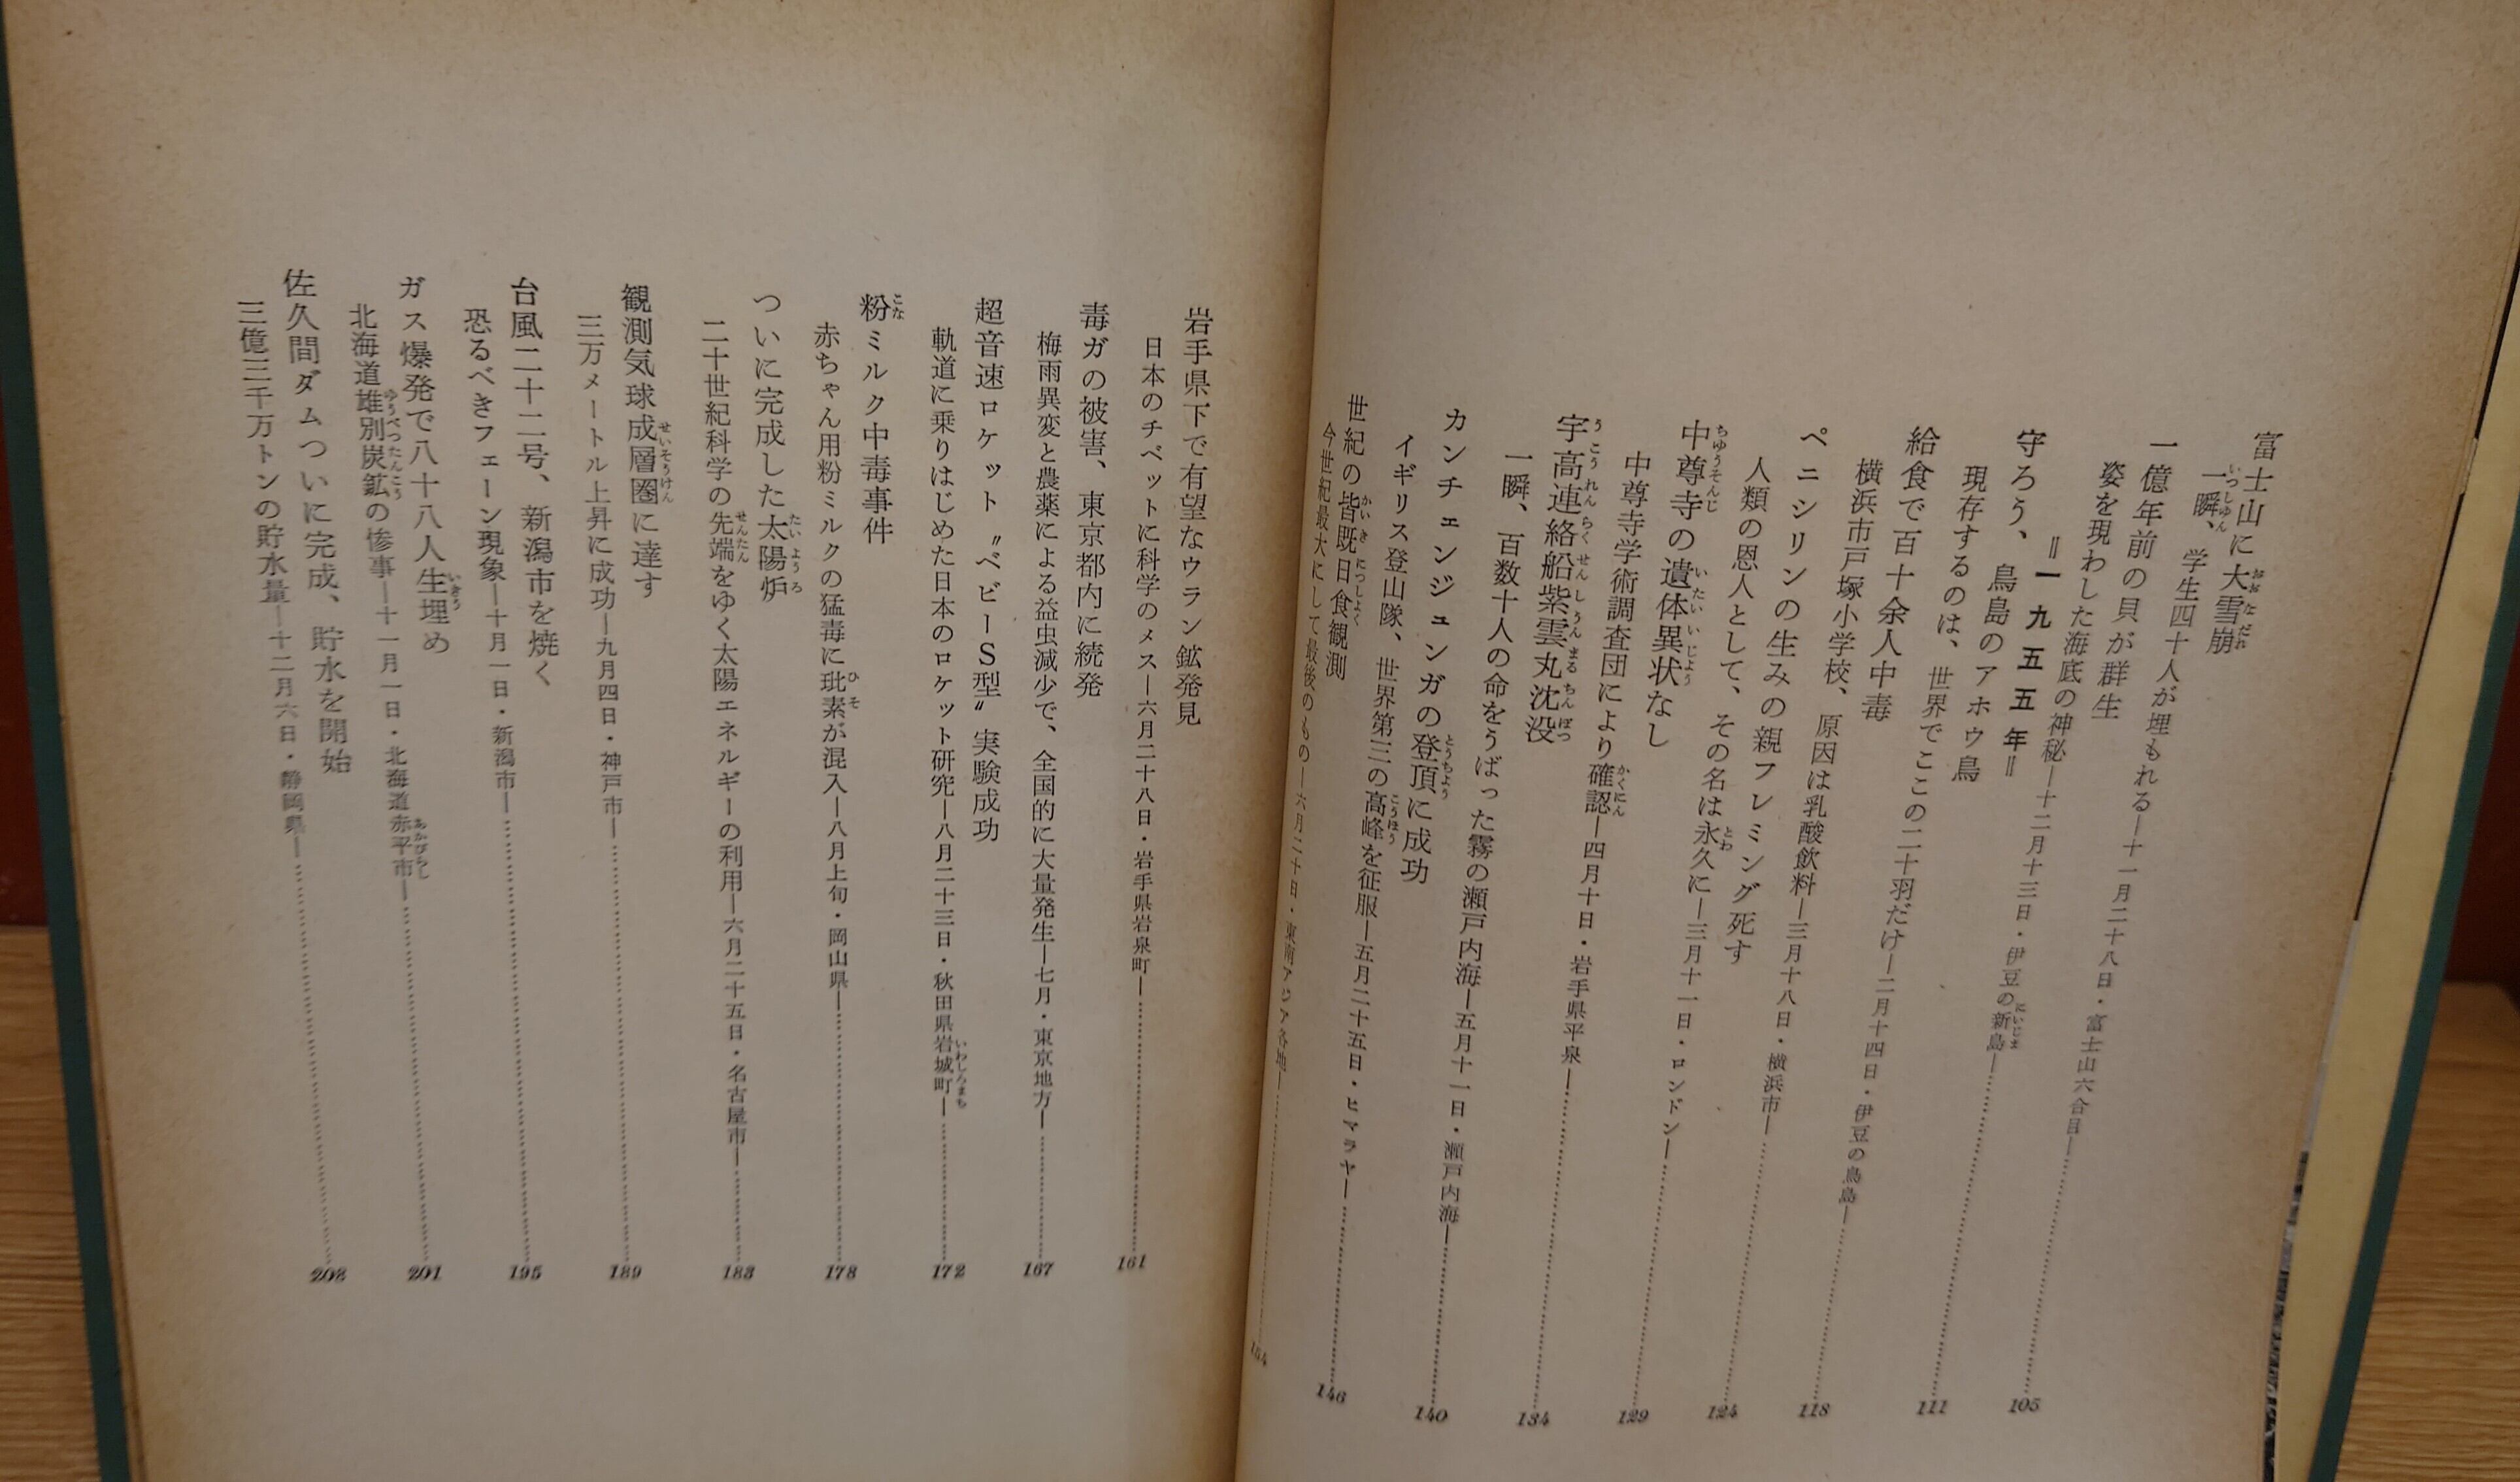 富士山に大雪崩
一瞬、学生四十人が埋もれる―十一月二十八日・富士山六合目― 105
一億年前の貝が群生
姿を現わした海底の神秘―十二月十三日・伊豆の新島― 111
＝一九五五年＝
守ろう、鳥島のアホウ鳥
現存するのは、世界でここの二十羽だけ―二月十四日・伊豆の鳥島― 118
給食で百十余人中毒
横浜市戸塚小学校、原因は乳酸飲料―三月十八日・横浜市― 124
ペニシリンの生みの親フレミング死す
人類の恩人として、その名は永久に―三月十一日・ロンドン― 129
中尊寺の遺体異状なし
中尊寺学術調査団により確認―四月十日・岩手県平泉― 134
宇高連絡船紫雲丸沈没
一瞬、百数十人の命をうばった霧の瀬戸内海―五月十一日・瀬戸内海― 140
カンチェンジュンガの登頂に成功
イギリス登山隊、世界第三の高峰を征服―五月二十五日・ヒマラヤ― 146
世紀の皆既日食観測
今世紀最大にして最後のもの―六月二十日・東南アジア各地― 154
岩手県下で有望なウラン鉱発見
日本のチベットに科学のメス―六月二十八日・岩手県岩泉町― 161
毒ガの被害、東京都内に続発
梅雨異変と農薬による益虫減少で、全国的に大量発生―七月・東京地方― 167
超音速ロケット〝ベビーS型〟実験成功
軌道に乗りはじめた日本のロケット研究―八月二十三日・秋田県岩城町― 172
粉ミルク中毒事件
赤ちゃん用粉ミルクの猛毒に砒素が混入―八月上旬・岡山県― 178
ついに完成した太陽炉
二十世紀科学の先端をゆく太陽エネルギーの利用―六月二十五日・名古屋市― 183
観測気球成層圏に達す
三万メートル上昇に成功―九月四日・神戸市― 189
台風二十二号、新潟市を焼く
恐るべきフェーン現象―十月一日・新潟市― 195
ガス爆発で八十八人生埋め
北海道雄別炭鉱の惨事―十一月一日・北海道赤平市― 201
佐久間ダムついに完成、貯水を開始
三億三千万トンの貯水量―十二月六日・静岡県― 208